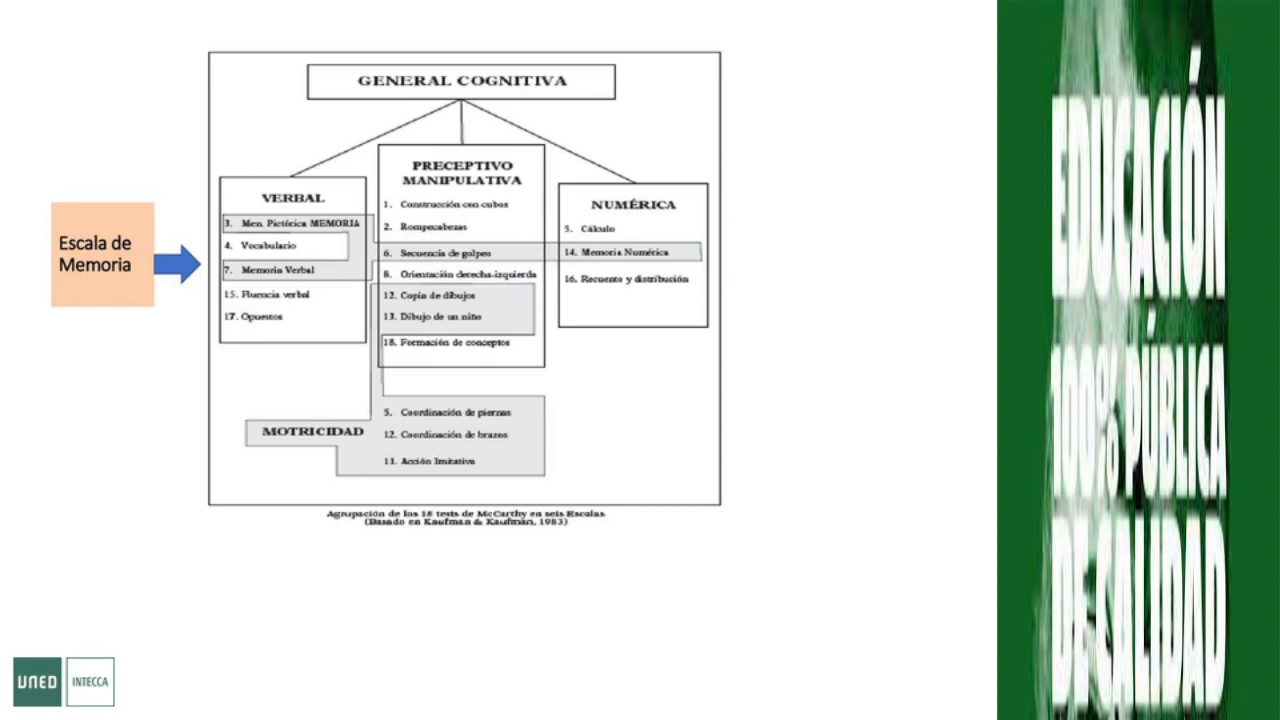 GENERAL COGNITIVA
PRECEPTIVO
MANIPULATIVA
VERBAL
NUMÉRICA
Escala de
Memoria
3. Men. Pictórica MEMORIA
4. Vocabulario
7. Memoria Verbal
15. Fluencia verbal
17. Opuestos
1. Construcción con cubos
2. Rompecabezas
6. Secuencia de golpeo
8. Orientación derecha-izquierda
12. Copia de dibujos
13. Dibujo de un niño
18. Formación de conceptos
5. Cálculo
14. Memoria Numérica
16. Recuento y distribución
MOTRICIDAD
5. Coordinación de piernas
12. Coordinación de brazos
11. Acción Imitativa
Agrupación de los 18 tests de McCarthy en seis Escalas
(Basado en Kaufman & Kaufman, 1983)
UNED
INTECCA
EDUCACIÓN
100% PÚBLICA
DE CALIDAD